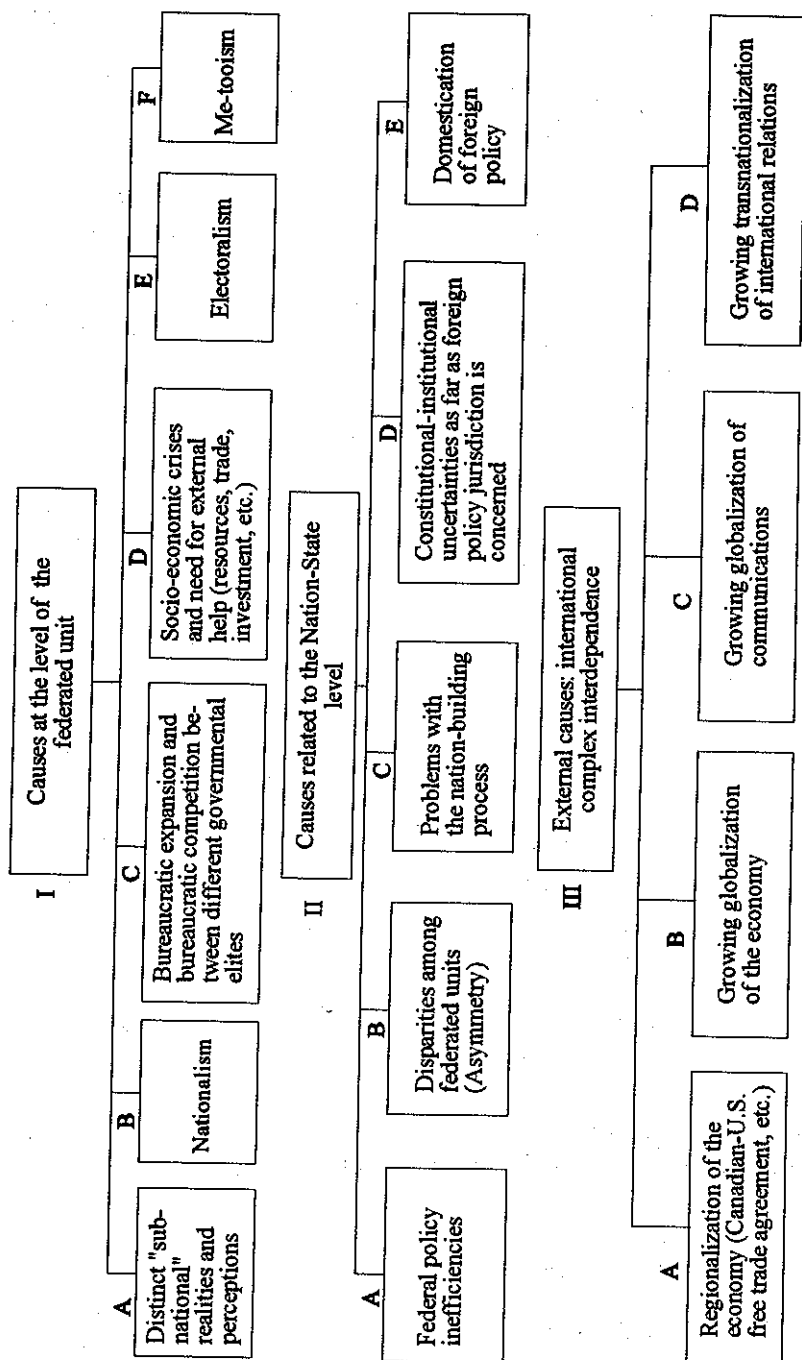 I
Causes at the level of the
federated unit
A
Distinct "sub-
national"
realities and
perceptions
B
Nationalism
C
Bureaucratic expansion and
bureaucratic competition be-
tween different governmental
elites
D
Socio-economic crises
and need for external
help (resources, trade,
investment, etc.)
E
Electoralism
F
Me-tooism
II
Causes related to the Nation-State
level
A
Federal policy
inefficiencies
B
Disparities among
federated units
(Asymmetry)
C
Problems with
the nation-building
process
D
Constitutional-institutional
uncertainties as far as foreign
policy jurisdiction is
concerned
E
Domestication
of foreign
policy
III
External causes: international
complex interdependence
A
Regionalization of the
economy (Canadian-U.S.
free trade agreement, etc.)
B
Growing globalization
of the economy
C
Growing globalization of
communications
D
Growing transnationalization
of international relations